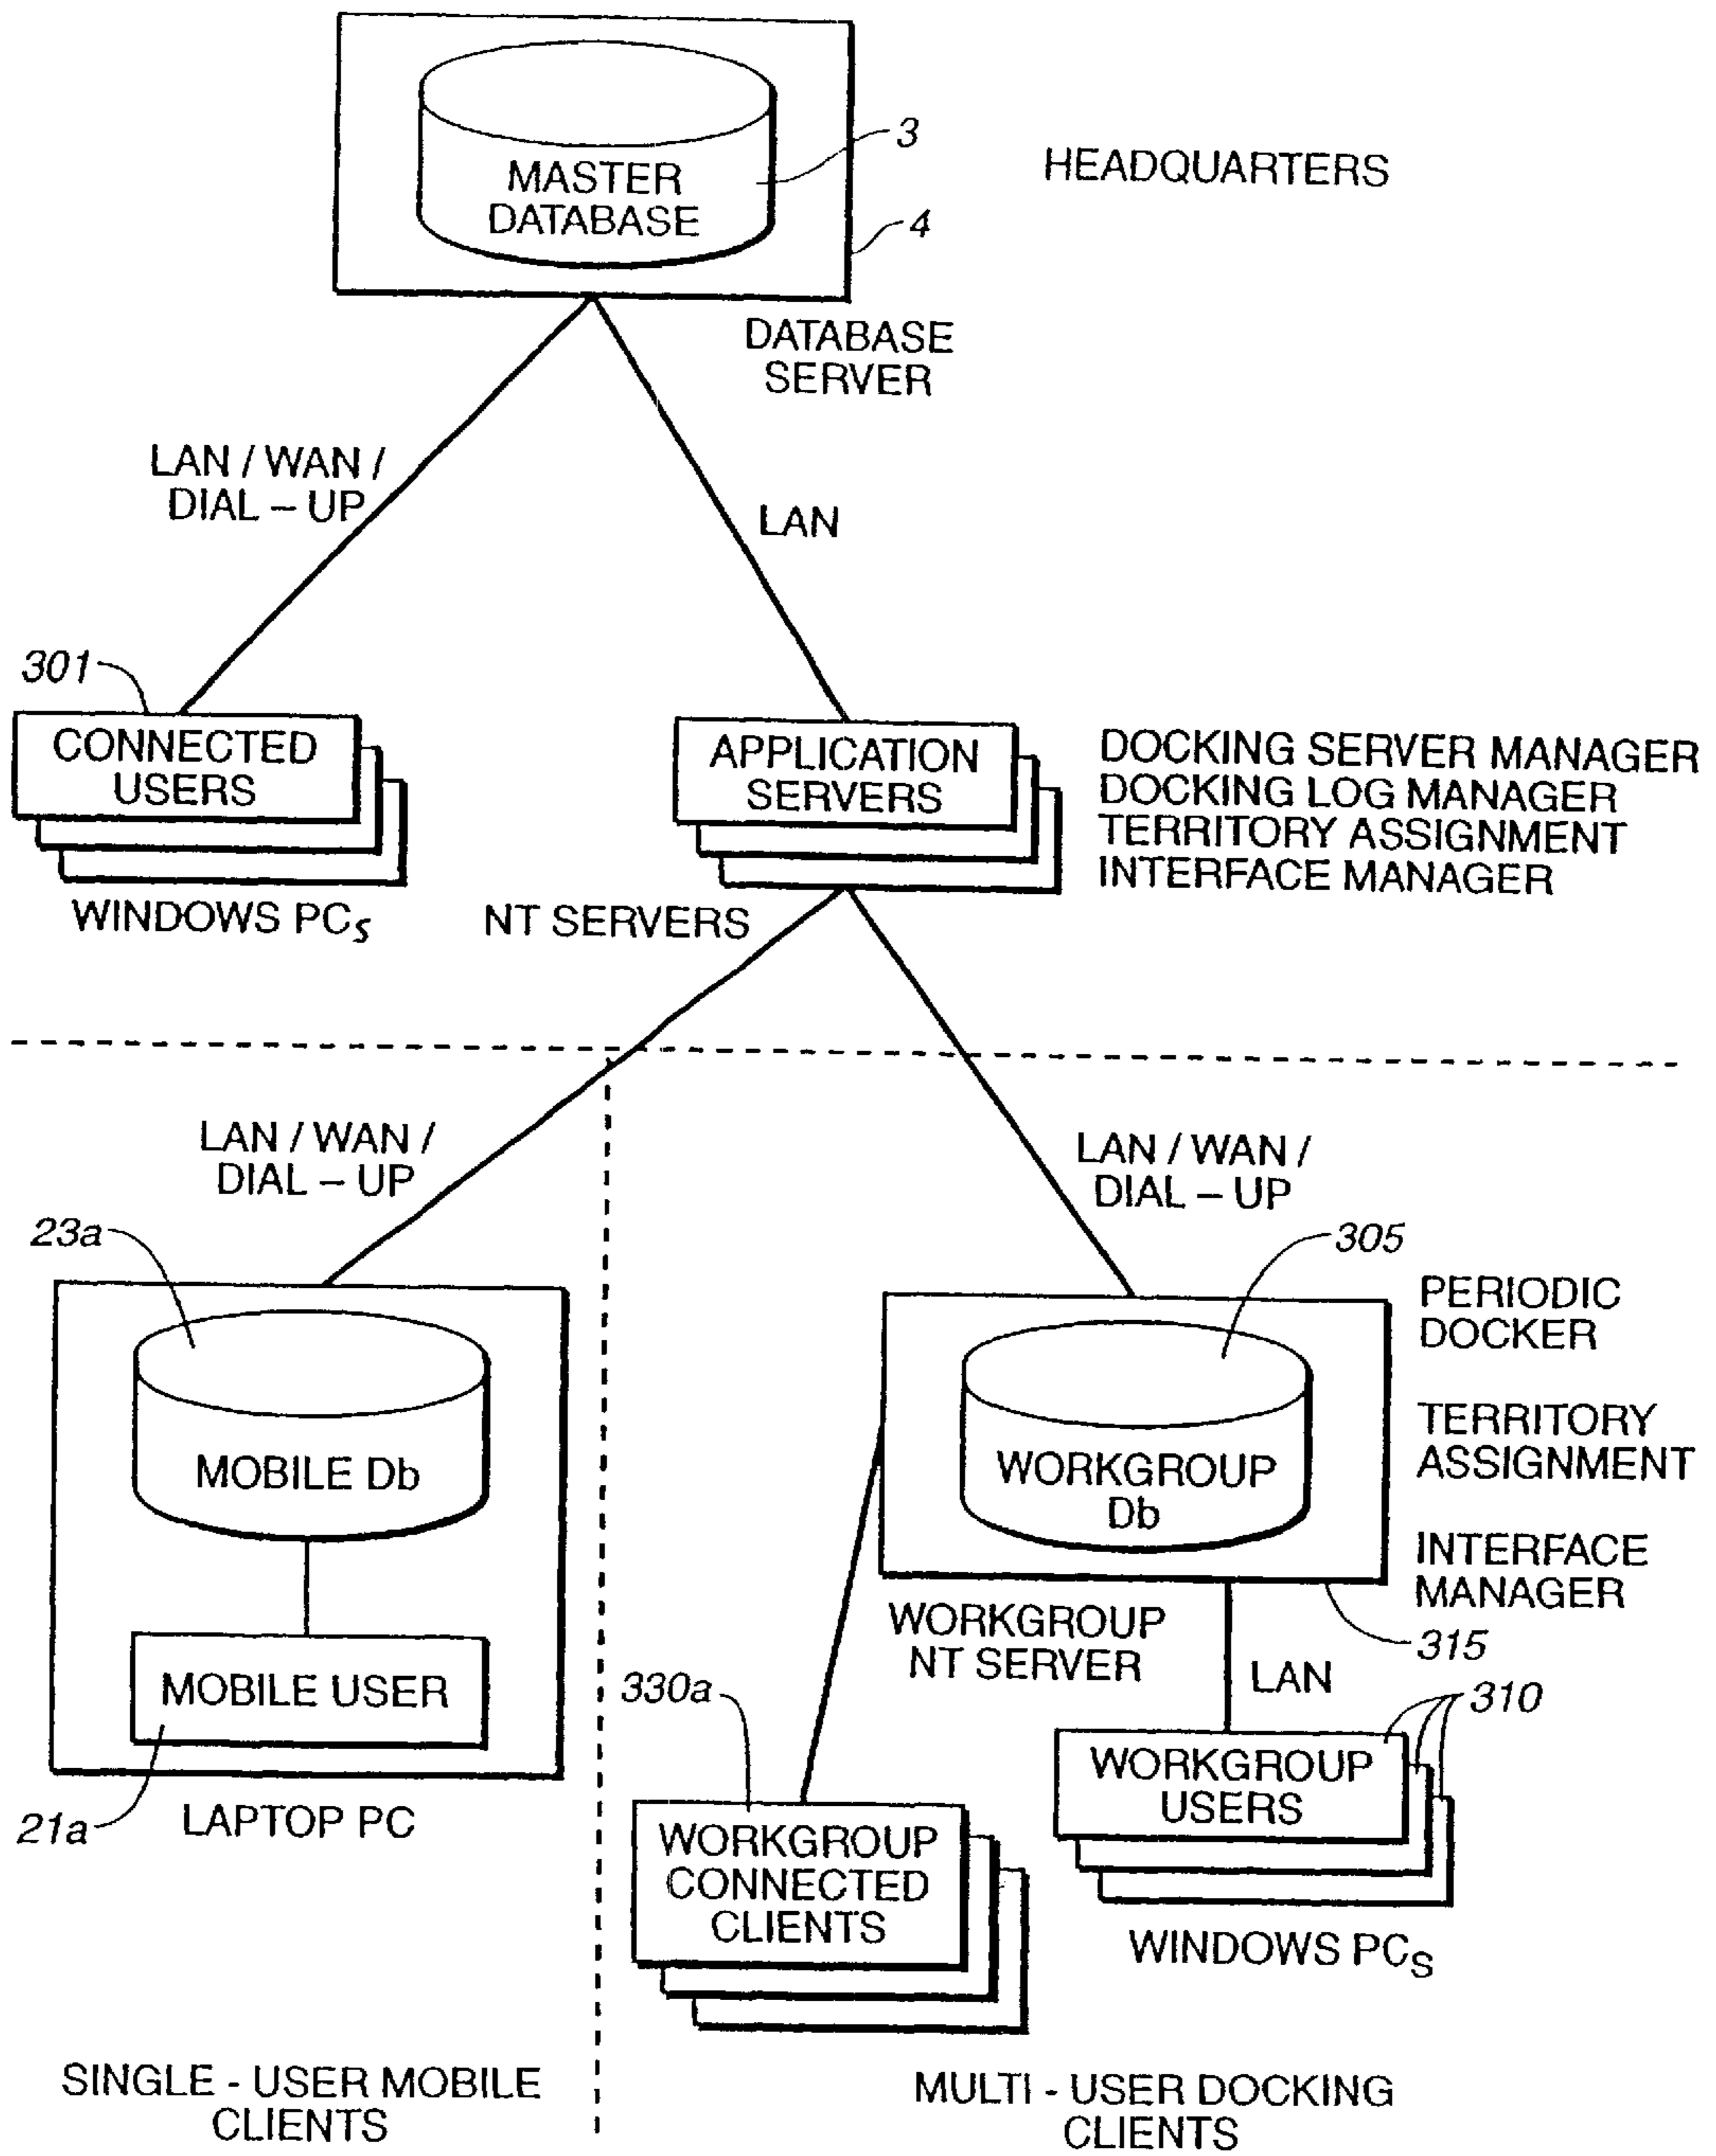 3
MASTER
DATABASE
HEADQUARTERS
4
DATABASE
SERVER
LAN / WAN /
DIAL – UP
LAN
301
CONNECTED
USERS
WINDOWS PCs
APPLICATION
SERVERS
NT SERVERS
DOCKING SERVER MANAGER
DOCKING LOG MANAGER
TERRITORY ASSIGNMENT
INTERFACE MANAGER
LAN / WAN /
DIAL – UP
LAN / WAN /
DIAL – UP
23a
MOBILE Db
MOBILE USER
21a
LAPTOP PC
305
WORKGROUP
Db
PERIODIC
DOCKER
TERRITORY
ASSIGNMENT
INTERFACE
MANAGER
315
WORKGROUP
NT SERVER
LAN
330a
310
WORKGROUP
USERS
WORKGROUP
CONNECTED
CLIENTS
WINDOWS PCS
SINGLE - USER MOBILE
CLIENTS
MULTI - USER DOCKING
CLIENTS